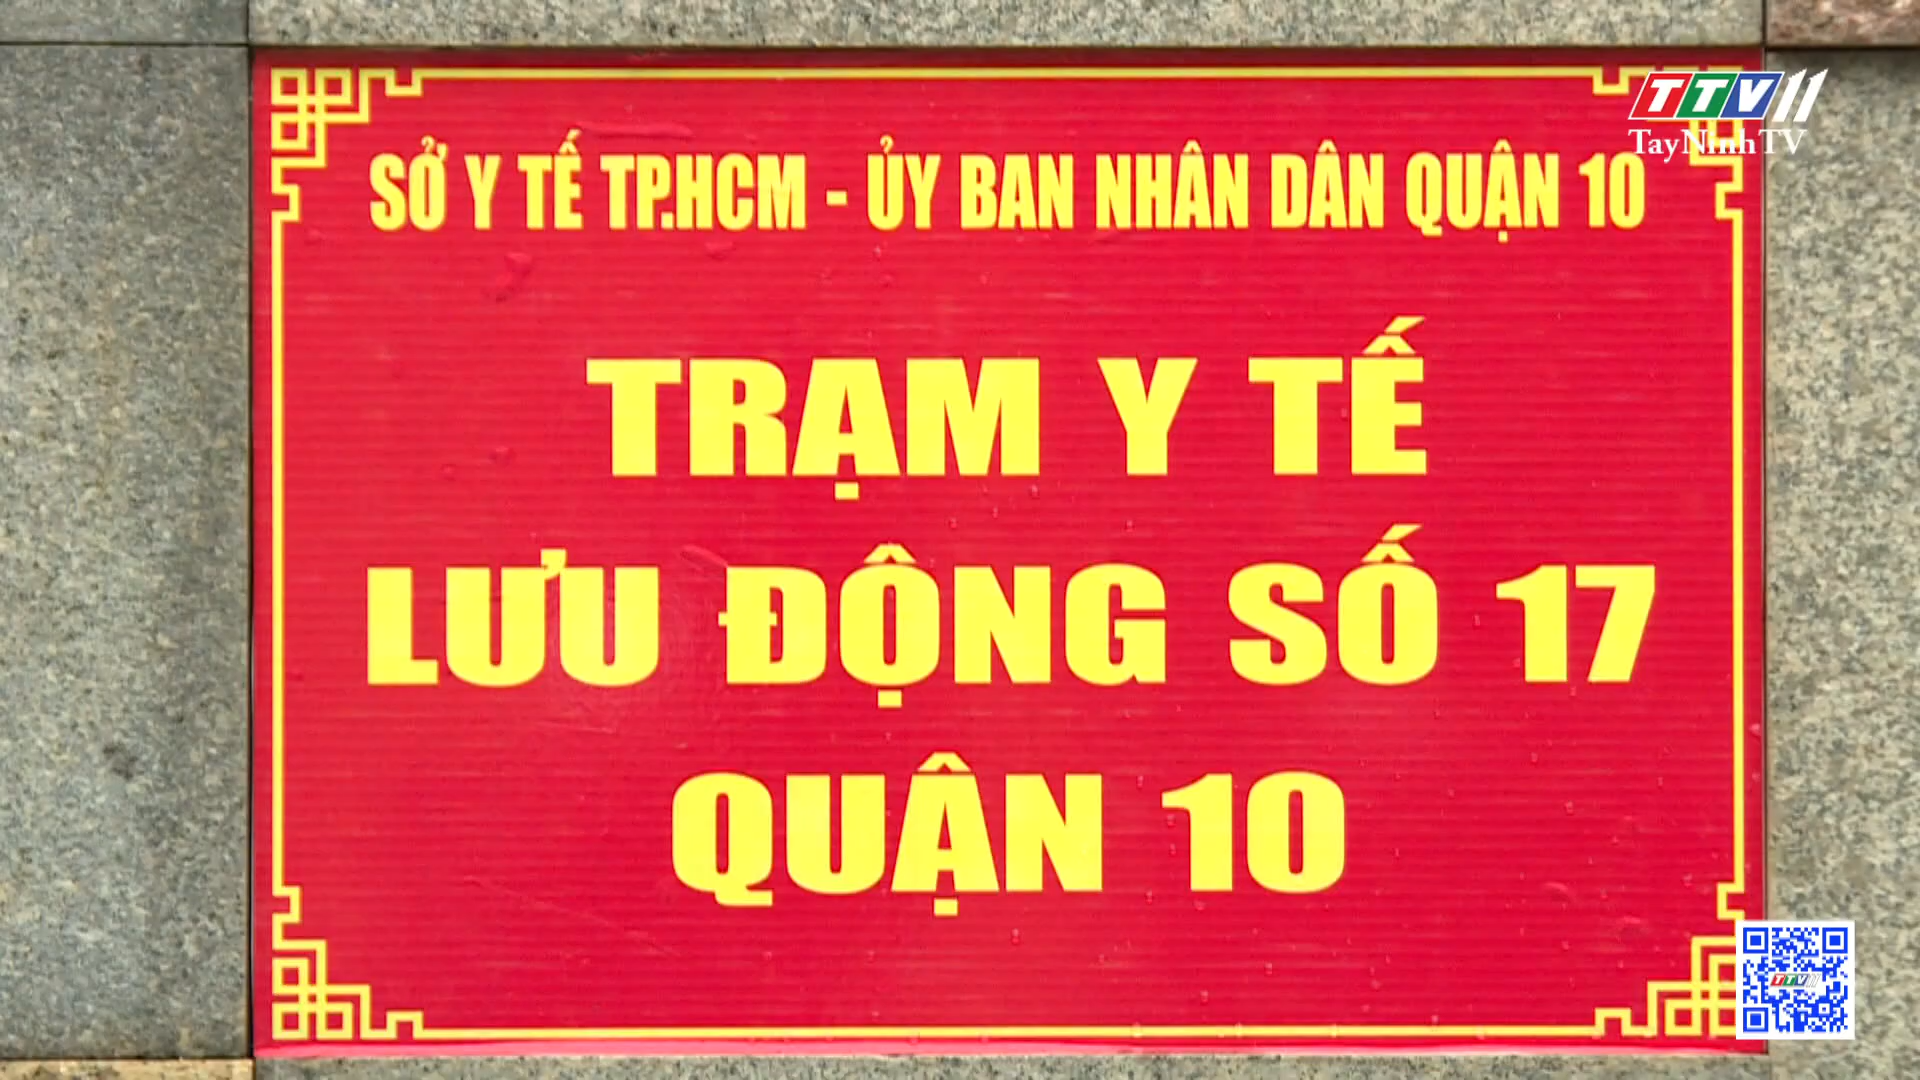 TTV11
TayNinhTV
SỞ Y TẾ TP.HCM - ỦY BAN NHÂN DÂN QUẬN 10
TRẠM Y TẾ
LƯU ĐỘNG SỐ 17
QUẬN 10
TTV11